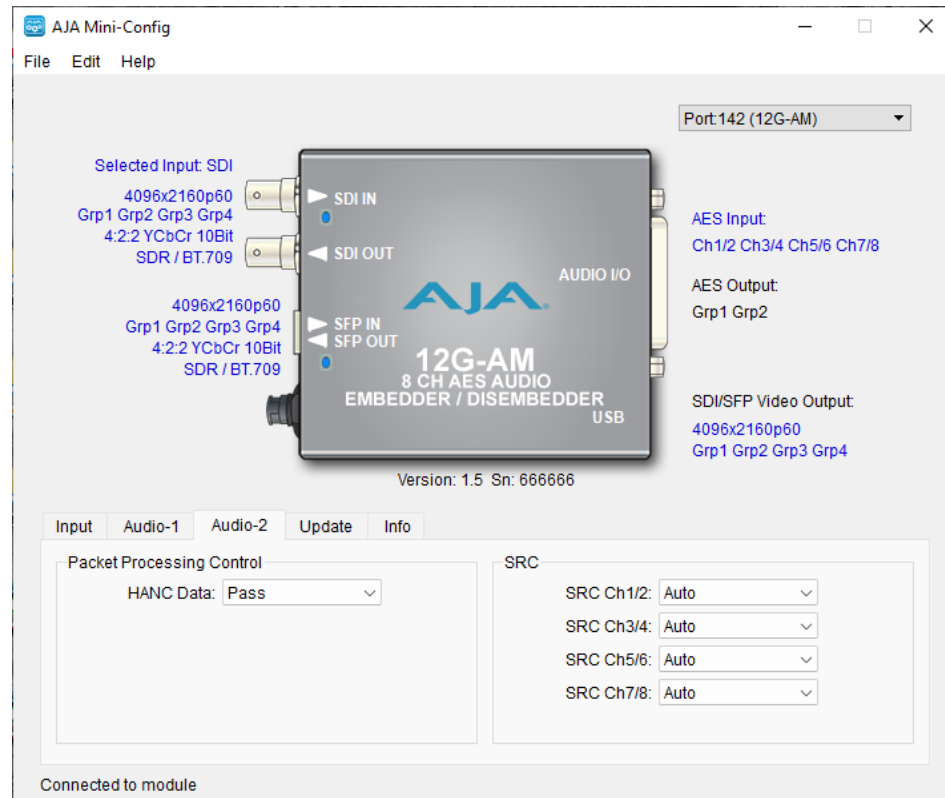 AJA Mini-Config
File Edit Help
Port:142 (12G-AM)
Selected Input: SDI
4096x2160p60
Grp1 Grp2 Grp3 Grp4
4:2:2 YCbCr 10Bit
SDR / BT.709
4096x2160p60
Grp1 Grp2 Grp3 Grp4
4:2:2 YCbCr 10Bit
SDR / BT.709
SDI IN
SDI OUT
AUDIO I/O
AJA
SFP IN
SFP OUT
12G-AM
8 CH AES AUDIO
EMBEDDER / DISEMBEDDER
USB
AES Input:
Ch1/2 Ch3/4 Ch5/6 Ch7/8
AES Output:
Grp1 Grp2
SDI/SFP Video Output:
4096x2160p60
Grp1 Grp2 Grp3 Grp4
Version: 1.5 Sn: 666666
Input Audio-1 Audio-2 Update Info
Packet Processing Control
HANC Data: Pass
SRC
SRC Ch1/2: Auto
SRC Ch3/4: Auto
SRC Ch5/6: Auto
SRC Ch7/8: Auto
Connected to module